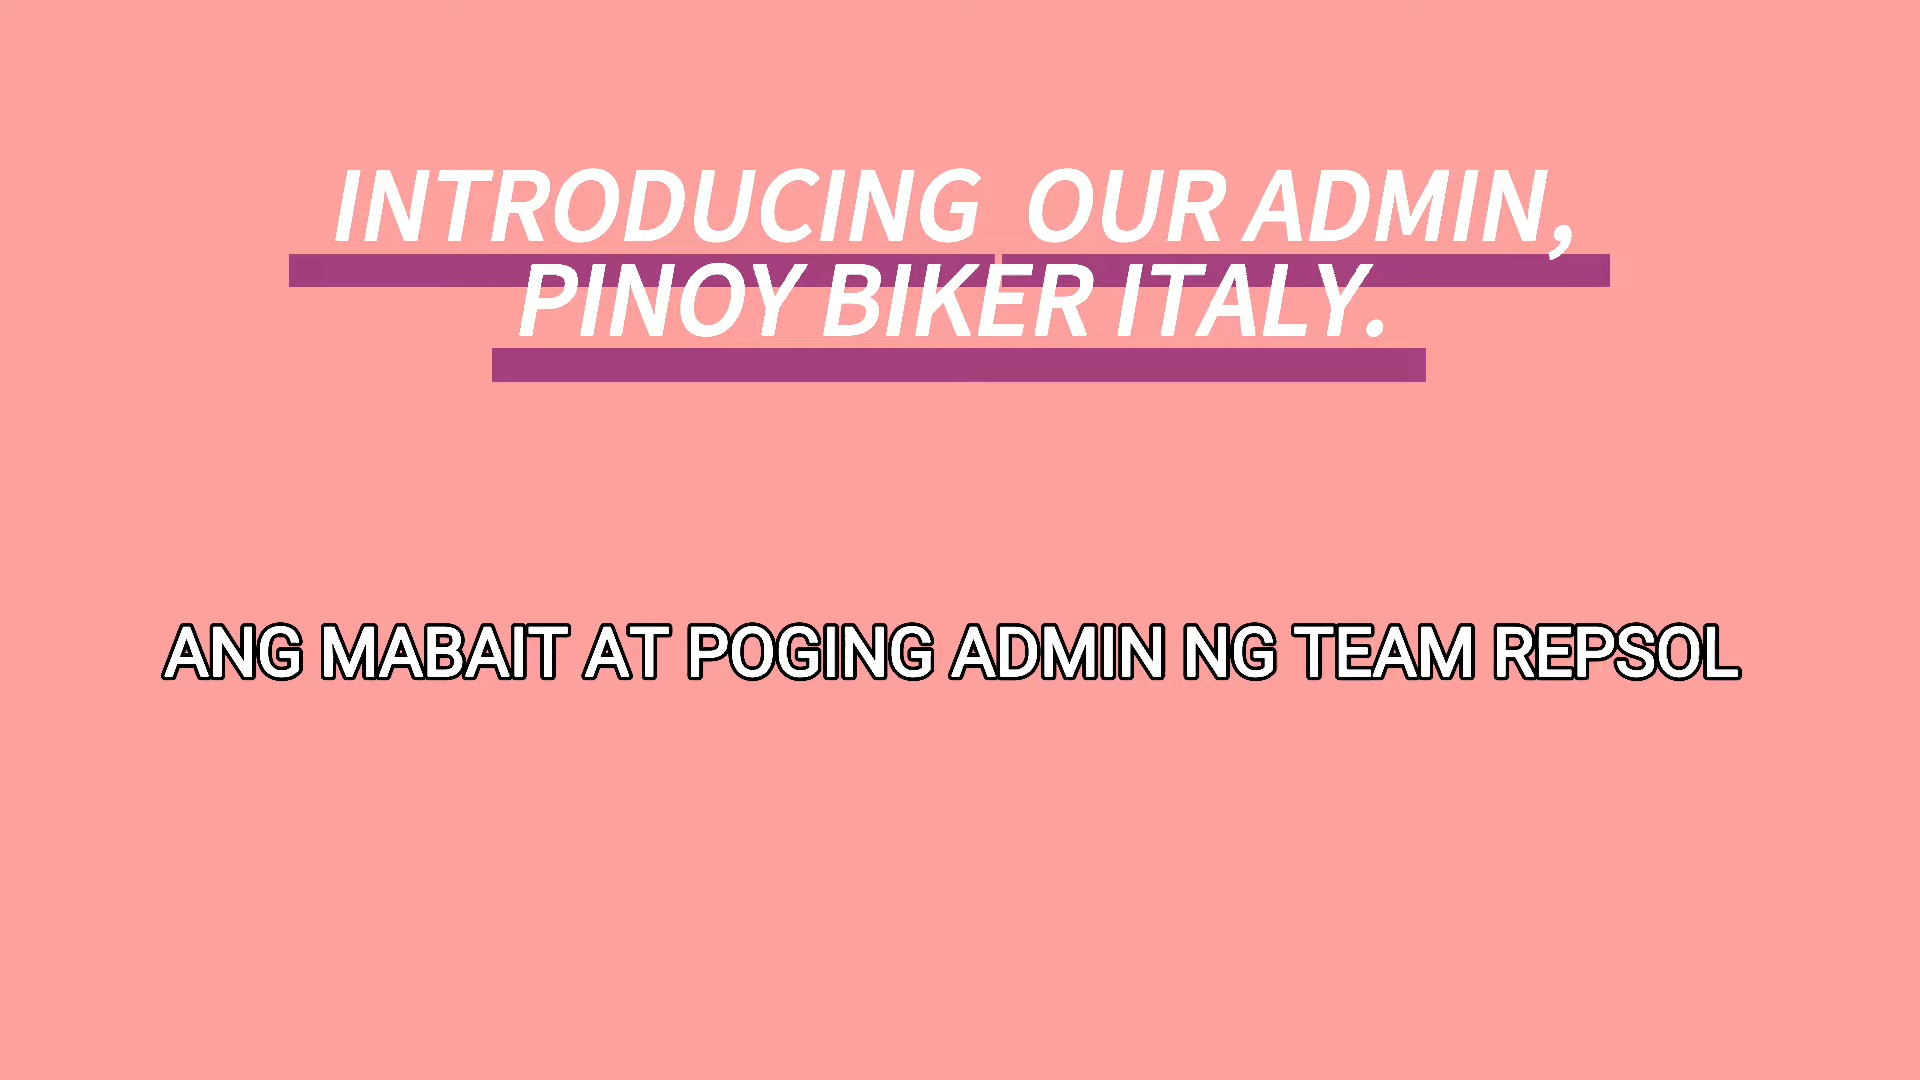 INTRODUCING OUR ADMIN,
PINOY BIKER ITALY.
ANG MABAIT AT POGING ADMIN NG TEAM REPSOL